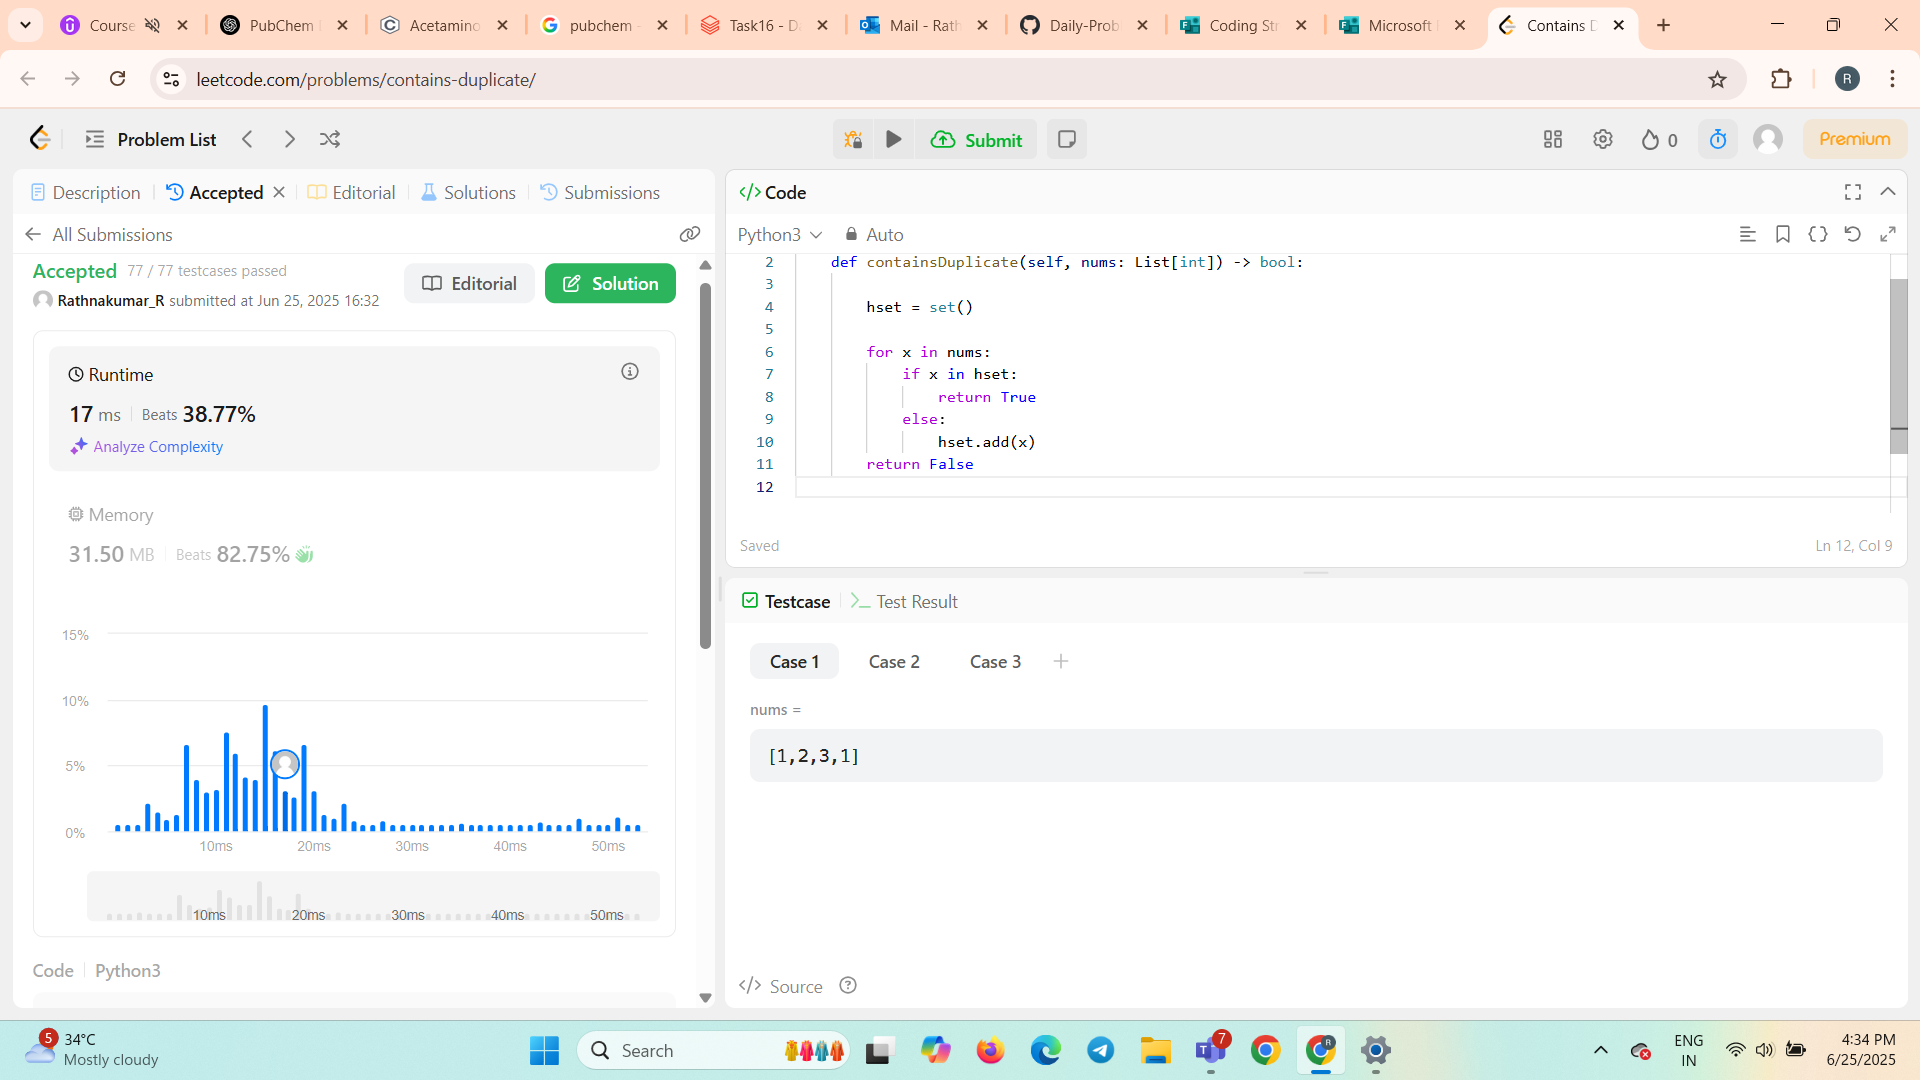 Course
PubChem
Acetamino
pubchem
Task16 - Da
Mail - Rath
Daily-Prob
Coding Str
Microsoft
Contains D
leetcode.com/problems/contains-duplicate/
R
Problem List
Submit
0
Premium
Description
Accepted
Editorial
Solutions
Submissions
All Submissions
Accepted 77 / 77 testcases passed
Rathnakumar_R submitted at Jun 25, 2025 16:32
Editorial
Solution
Runtime
17 ms Beats 38.77%
Analyze Complexity
Memory
31.50 MB Beats 82.75%
15%
10%
5%
0%
10ms 20ms 30ms 40ms 50ms
10ms 20ms 30ms 40ms 50ms
Code Python3
</> Code
Python3 Auto
2 def containsDuplicate(self, nums: List[int]) -> bool:
3
4 hset = set()
5
6 for x in nums:
7 if x in hset:
8 return True
9 else:
10 hset.add(x)
11 return False
12
Saved
Ln 12, Col 9
Testcase
>_ Test Result
Case 1 Case 2 Case 3 +
nums =
[1,2,3,1]
</> Source
5
34°C
Mostly cloudy
Search
7
R
ENG
IN
4:34 PM
6/25/2025